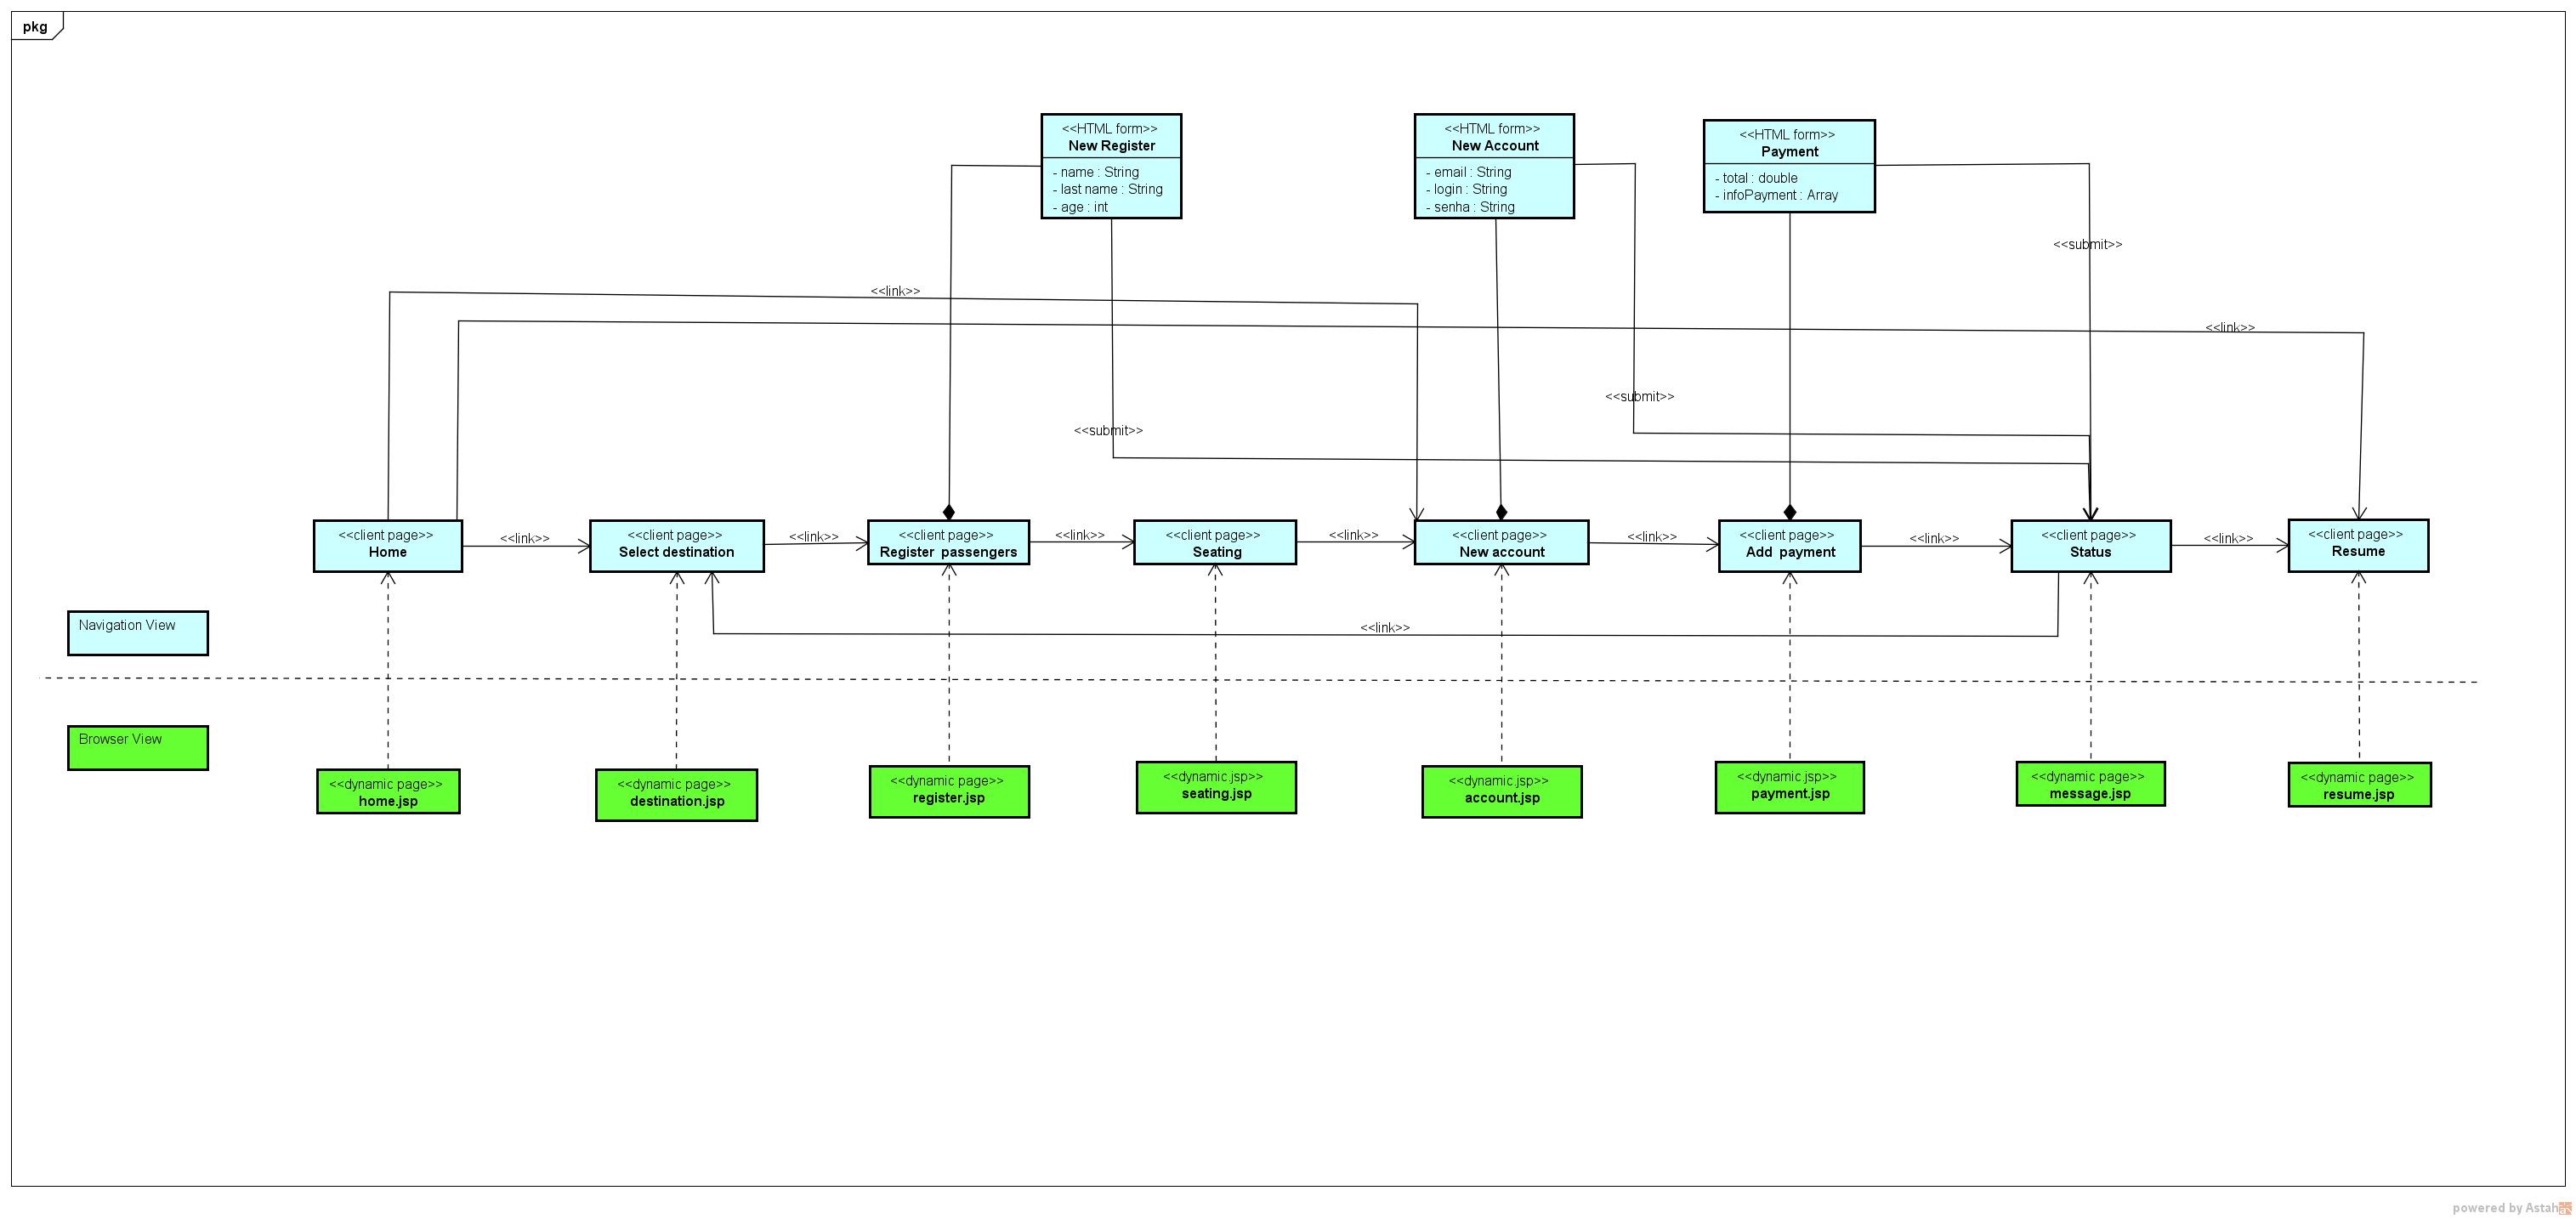 pkg
<<HTML form>>
New Register
- name : String
- last name : String
- age : int
<<HTML form>>
New Account
- email : String
- login : String
- senha : String
<<HTML form>>
Payment
- total : double
- infoPayment : Array
<<submit>>
<<link>>
<<link>>
<<submit>>
<<submit>>
<<client page>>
Home
<<link>>
<<client page>>
Select destination
<<link>>
<<client page>>
Register passengers
<<link>>
<<client page>>
Seating
<<link>>
<<client page>>
New account
<<link>>
<<client page>>
Add payment
<<link>>
<<client page>>
Status
<<link>>
<<client page>>
Resume
Navigation View
<<link>>
Browser View
<<dynamic page>>
home.jsp
<<dynamic page>>
destination.jsp
<<dynamic page>>
register.jsp
<<dynamic.jsp>>
seating.jsp
<<dynamic.jsp>>
account.jsp
<<dynamic.jsp>>
payment.jsp
<<dynamic page>>
message.jsp
<<dynamic page>>
resume.jsp
powered by Astah